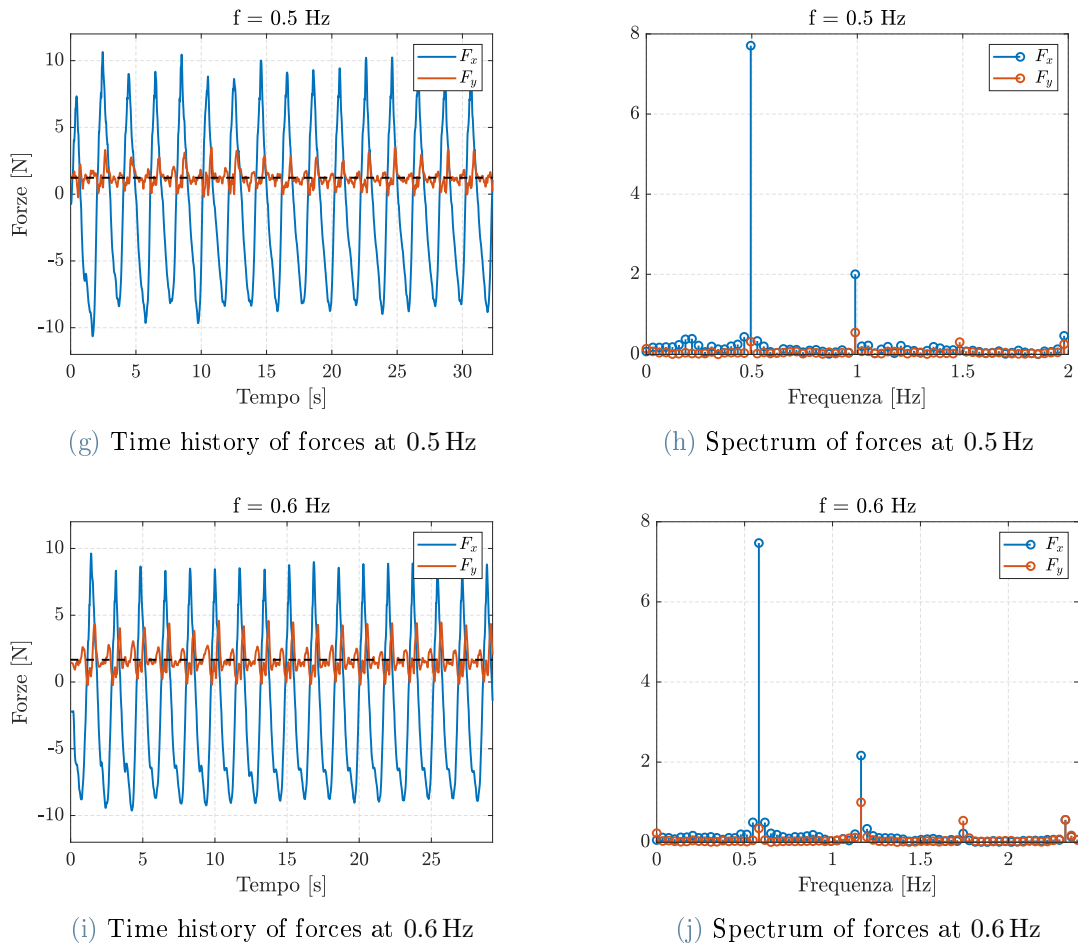 f = 0.5 Hz
F_x
F_y
10
5
0
-5
-10
0 5 10 15 20 25 30
Forze [N]
Tempo [s]
(g) Time history of forces at 0.5 Hz
f = 0.5 Hz
F_x
F_y
8
6
4
2
0
0 0.5 1 1.5 2
Frequenza [Hz]
(h) Spectrum of forces at 0.5 Hz
f = 0.6 Hz
F_x
F_y
10
5
0
-5
-10
0 5 10 15 20 25
Forze [N]
Tempo [s]
(i) Time history of forces at 0.6 Hz
f = 0.6 Hz
F_x
F_y
8
6
4
2
0
0 0.5 1 1.5 2
Frequenza [Hz]
(j) Spectrum of forces at 0.6 Hz